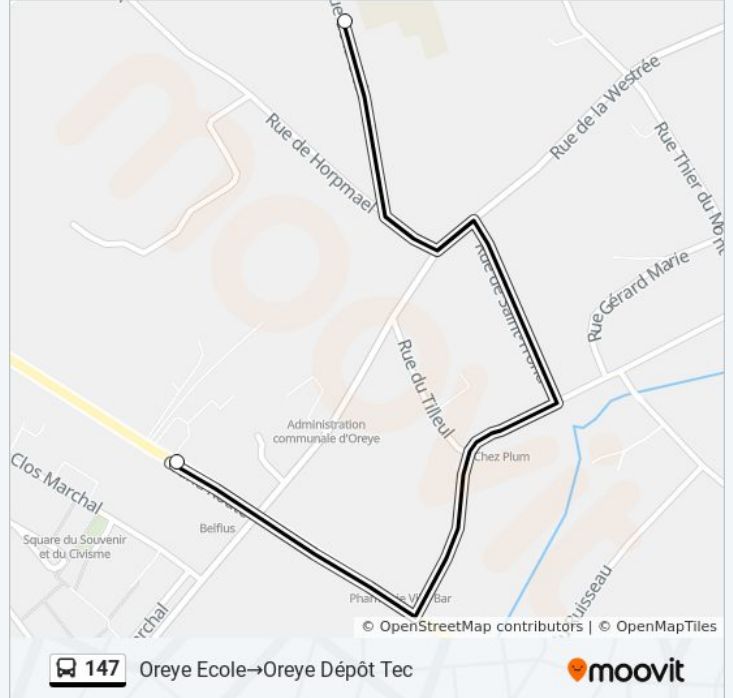 Rue de la Westrée
Rue de Horpmael
Rue Thier du Mont
Rue de Saint-Trond
Rue Gérard Marie
Rue du Tilleul
Administration
communale d'Oreye
Chez Plum
Clos Marchal
Belfius
Square du Souvenir
et du Civisme
moovit
© OpenStreetMap contributors | © OpenMapTiles
147 Oreye Ecole→Oreye Dépôt Tec
moovit